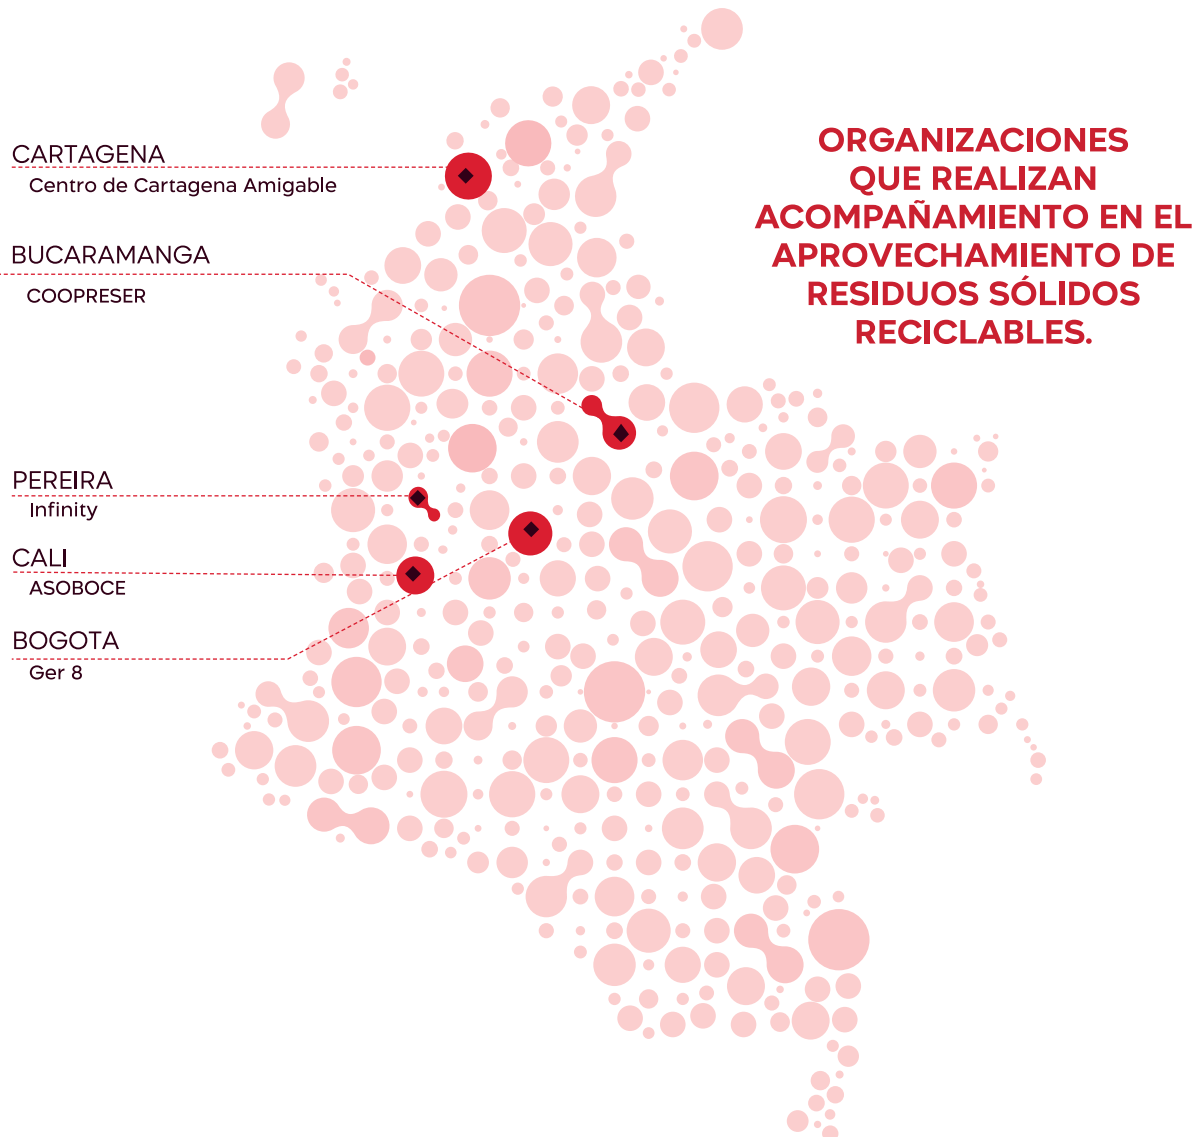 CARTAGENA
Centro de Cartagena Amigable
BUCARAMANGA
COOPRESER
PEREIRA
Infinity
CALI
ASOBOCE
BOGOTA
Ger 8
ORGANIZACIONES
QUE REALIZAN
ACOMPAÑAMIENTO EN EL
APROVECHAMIENTO DE
RESIDUOS SÓLIDOS
RECICLABLES.